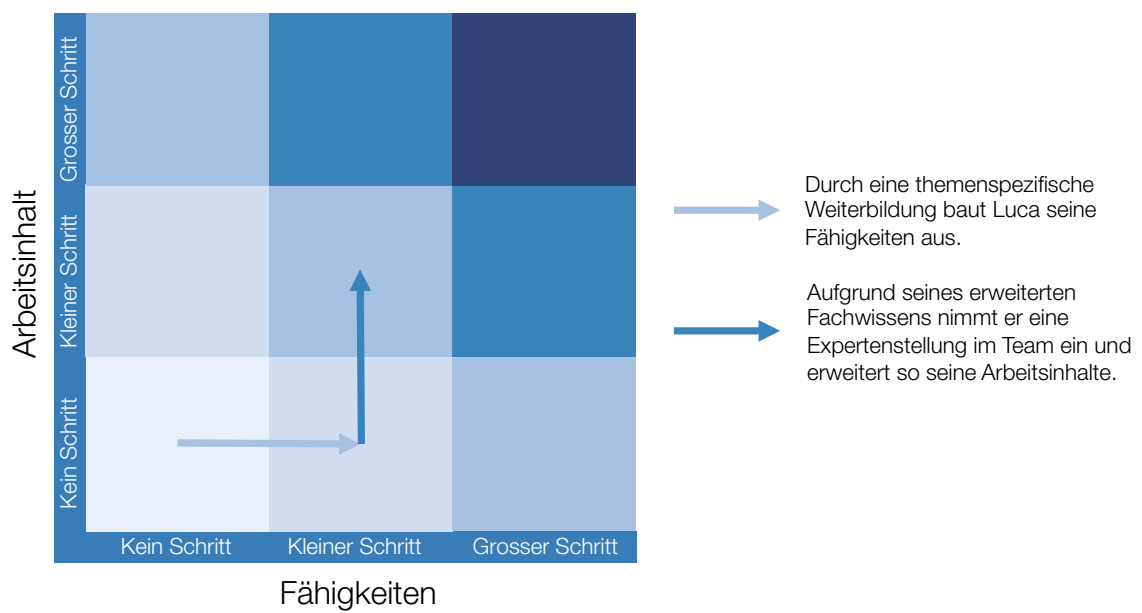 Arbeitsinhalt
Grosser Schritt
Kleiner Schritt
Kein Schritt
Kein Schritt
Kleiner Schritt
Grosser Schritt
Fähigkeiten
Durch eine themenspezifische
Weiterbildung baut Luca seine
Fähigkeiten aus.
Aufgrund seines erweiterten
Fachwissens nimmt er eine
Expertenstellung im Team ein und
erweitert so seine Arbeitsinhalte.